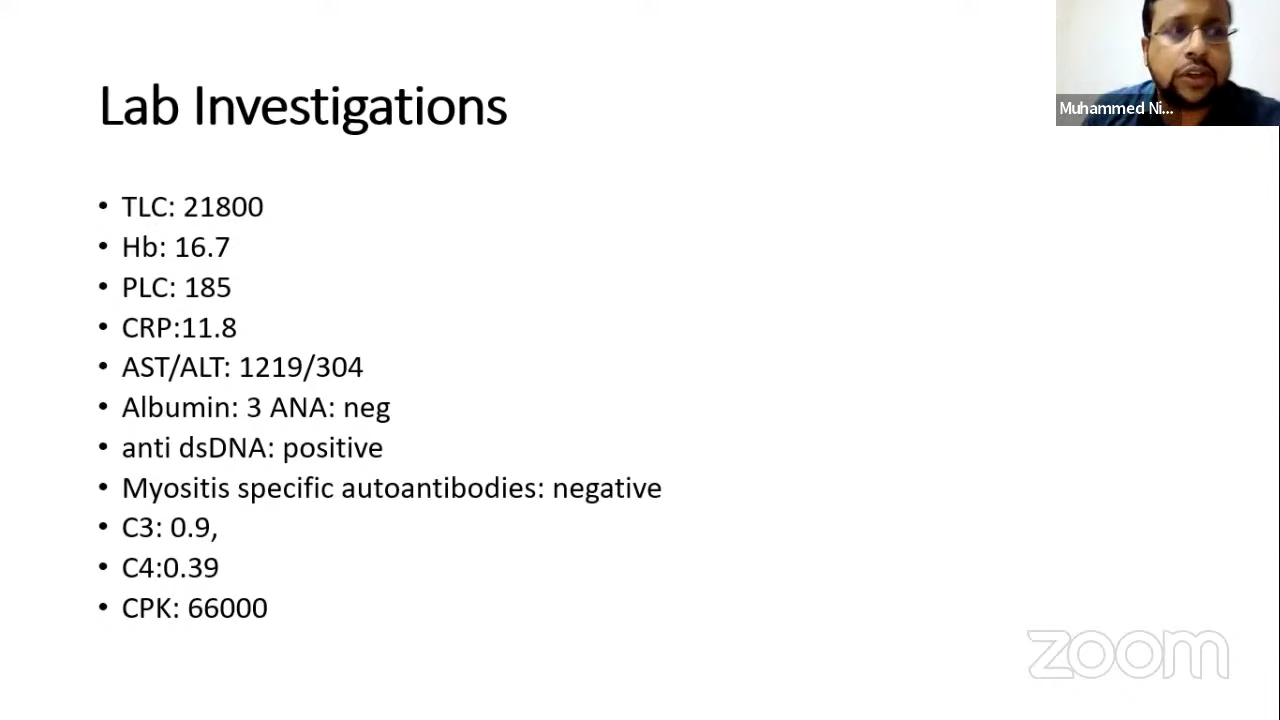 Muhammed Ni...
Lab Investigations
• TLC: 21800
• Hb: 16.7
• PLC: 185
• CRP:11.8
• AST/ALT: 1219/304
• Albumin: 3 ANA: neg
• anti dsDNA: positive
• Myositis specific autoantibodies: negative
• C3: 0.9,
• C4:0.39
• CPK: 66000
zoom